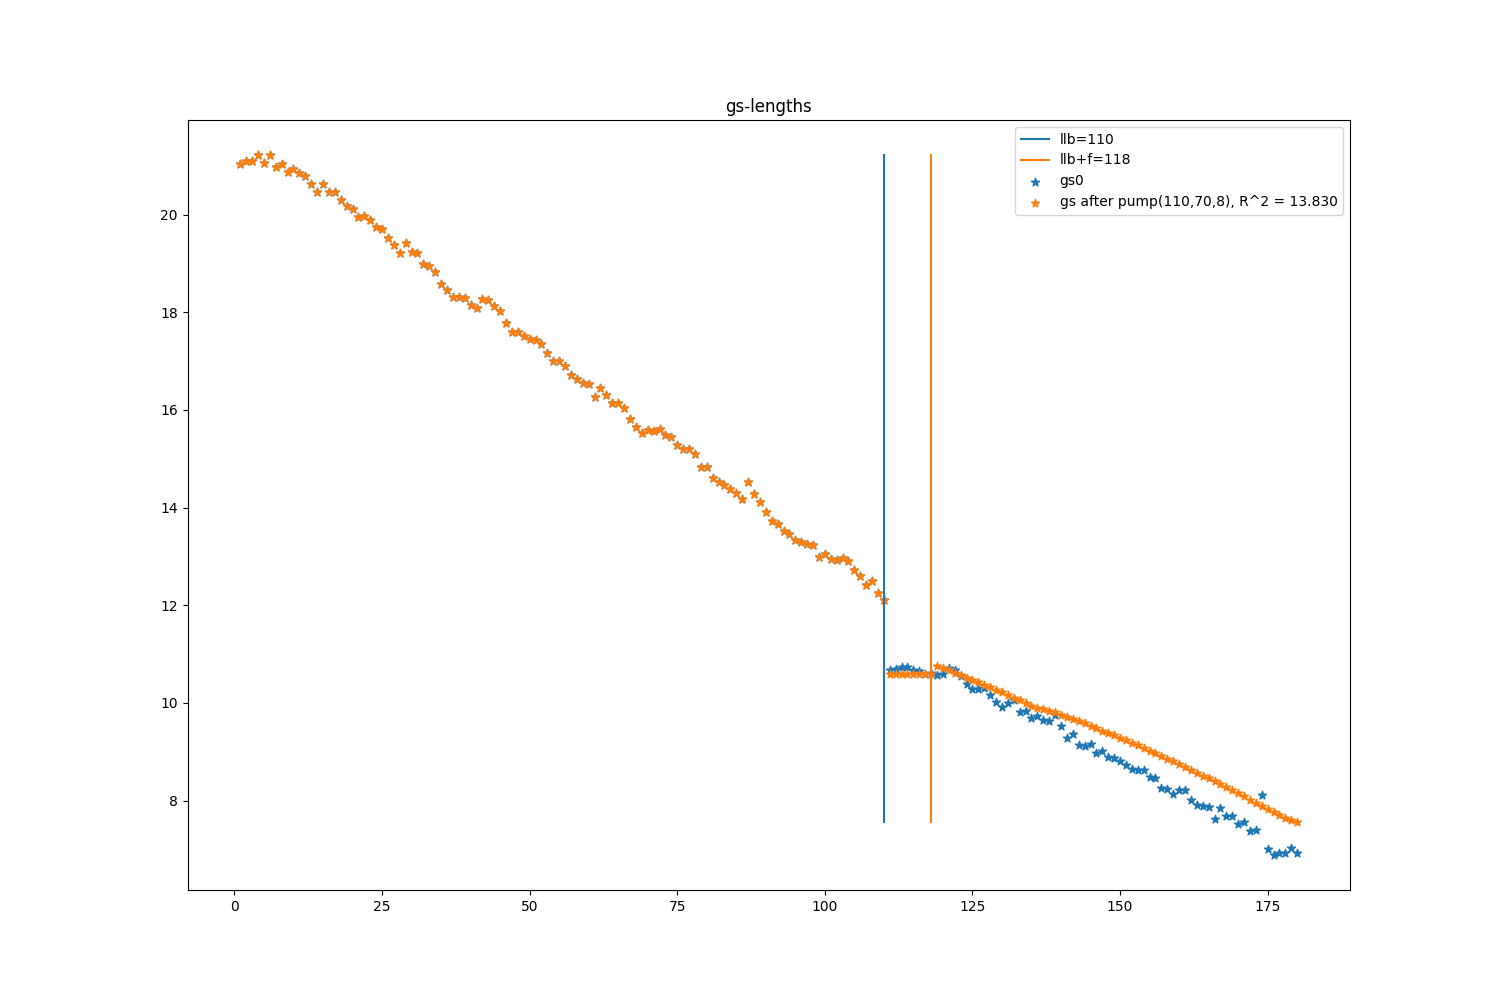 gs-lengths
llb=110
llb+f=118
gs0
gs after pump(110,70,8), R^2 = 13.830
20
18
16
14
12
10
8
0 25 50 75 100 125 150 175